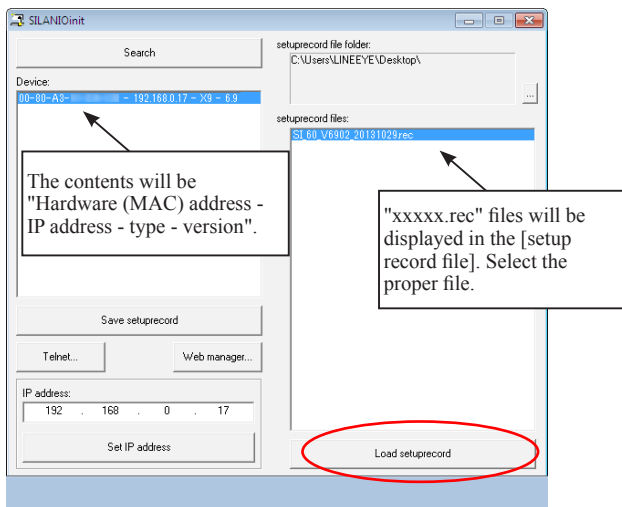 SILANIOinit
Search
Device:
00-80-A3- - 192.168.0.17 - X9 - 6.9
The contents will be
"Hardware (MAC) address -
IP address - type - version".
Save setuprecord
Telnet...
Web manager...
IP address:
192 . 168 . 0 . 17
Set IP address
setuprecord file folder:
C:\Users\LINEEYE\Desktop\
...
setuprecord files:
SI_60_V6902_20131029.rec
"xxxxx.rec" files will be
displayed in the [setup
record file]. Select the
proper file.
Load setuprecord